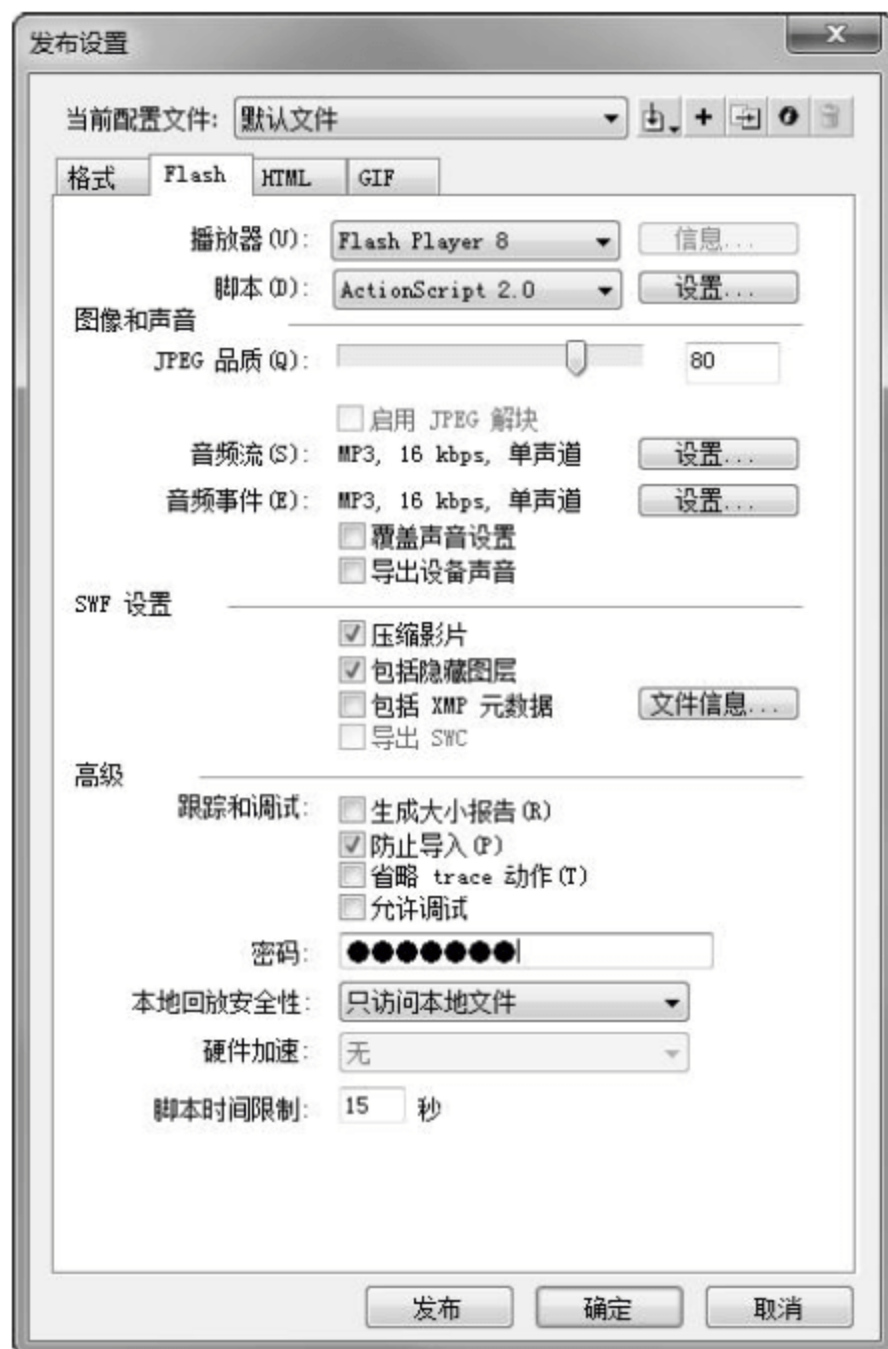 发布设置
当前配置文件: 默认文件
格式 Flash HTML GIF
播放器(U): Flash Player 8 信息...
脚本(D): ActionScript 2.0 设置...
图像和声音
JPEG 品质(Q): 80
启用 JPEG 解块
音频流(S): MP3, 16 kbps, 单声道 设置...
音频事件(E): MP3, 16 kbps, 单声道 设置...
覆盖声音设置
导出设备声音
SWF 设置
压缩影片
包括隐藏图层
包括 XMP 元数据 文件信息...
导出 SWC
高级
跟踪和调试: 生成大小报告(R)
防止导入(P)
省略 trace 动作(T)
允许调试
密码: ●●●●●●●
本地回放安全性: 只访问本地文件
硬件加速: 无
脚本时间限制: 15 秒
发布 确定 取消